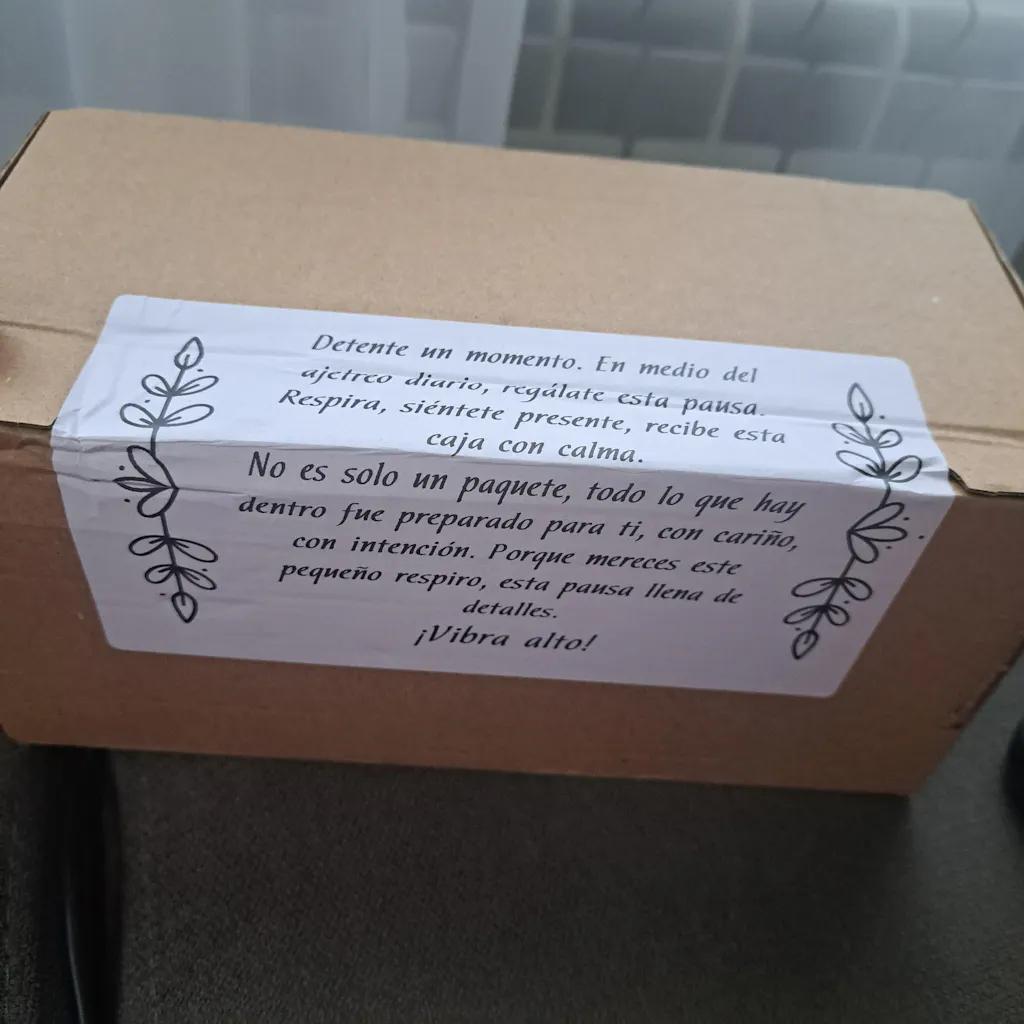 Detente un momento. En medio del
ajetreo diario, regálate esta pausa.
Respira, siéntete presente, recibe esta
caja con calma.
No es solo un paquete, todo lo que hay
dentro fue preparado para ti, con cariño,
con intención. Porque mereces este
pequeño respiro, esta pausa llena de
detalles.
¡Vibra alto!